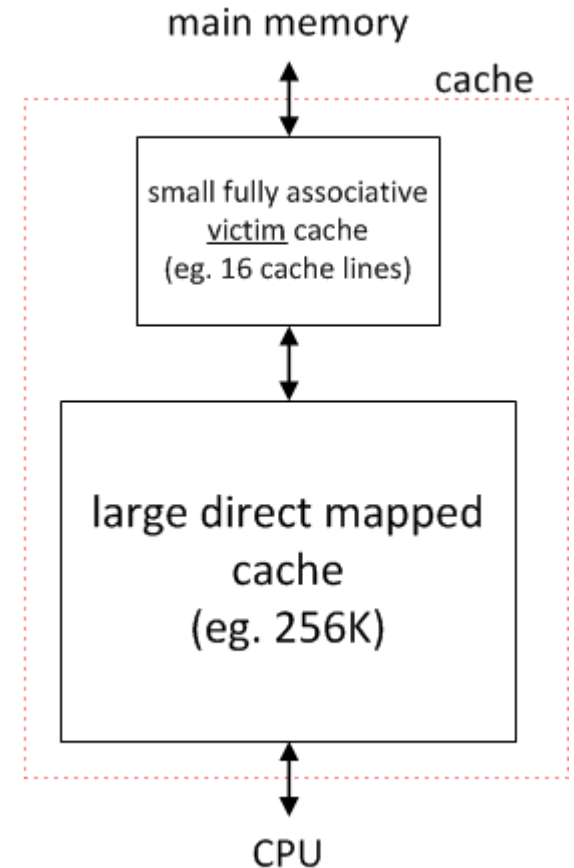 main memory
cache
small fully associative
victim cache
(eg. 16 cache lines)
large direct mapped
cache
(eg. 256K)
CPU